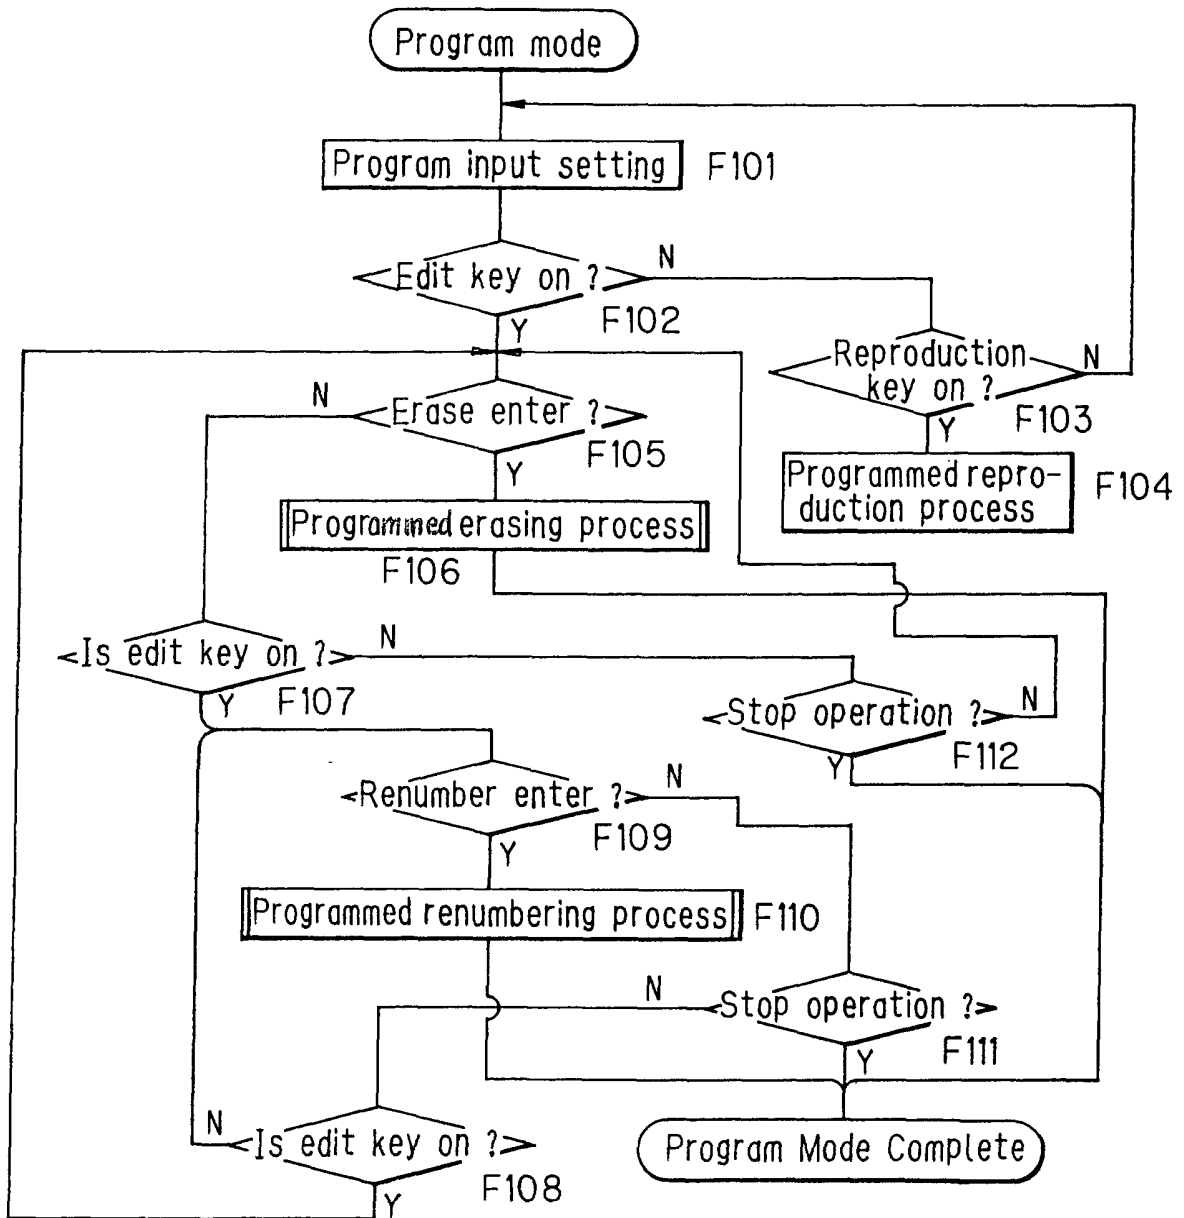 Program mode
Program input setting
F101
Edit key on ?
N
F102
Y
Reproduction
key on ?
N
F103
Y
Programmed repro-
duction process
F104
N
Erase enter ?
F105
Y
Programmed erasing process
F106
Is edit key on ?
N
F107
Y
Stop operation ?
N
F112
Y
Renumber enter ?
N
F109
Y
Programmed renumbering process
F110
N
Stop operation ?
F111
Y
N
Is edit key on ?
F108
Y
Program Mode Complete